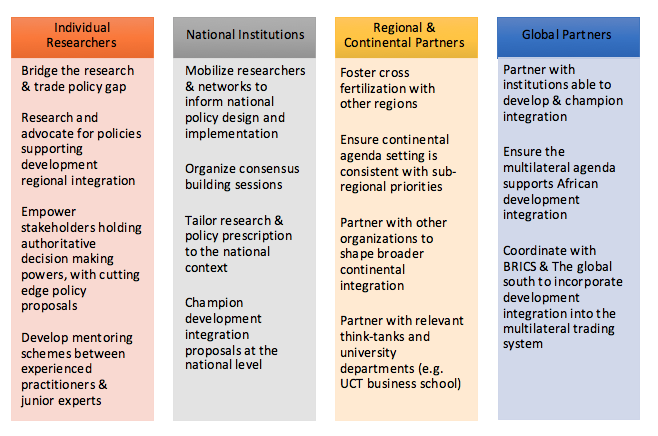 Individual
Researchers
Bridge the research
& trade policy gap
Research and
advocate for policies
supporting
development
regional integration
Empower
stakeholders holding
authoritative
decision making
powers, with cutting
edge policy
proposals
Develop mentoring
schemes between
experienced
practitioners &
junior experts
National Institutions
Mobilize researchers
& networks to
inform national
policy design and
implementation
Organize consensus
building sessions
Tailor research &
policy prescription
to the national
context
Champion
development
integration
proposals at the
national level
Regional &
Continental Partners
Foster cross
fertilization with
other regions
Ensure continental
agenda setting is
consistent with sub-
regional priorities
Partner with other
organizations to
shape broader
continental
integration
Partner with relevant
think-tanks and
university
departments (e.g.
UCT business school)
Global Partners
Partner with
institutions able to
develop & champion
integration
Ensure the
multilateral agenda
supports African
development
integration
Coordinate with
BRICS & The global
south to incorporate
development
integration into the
multilateral trading
system